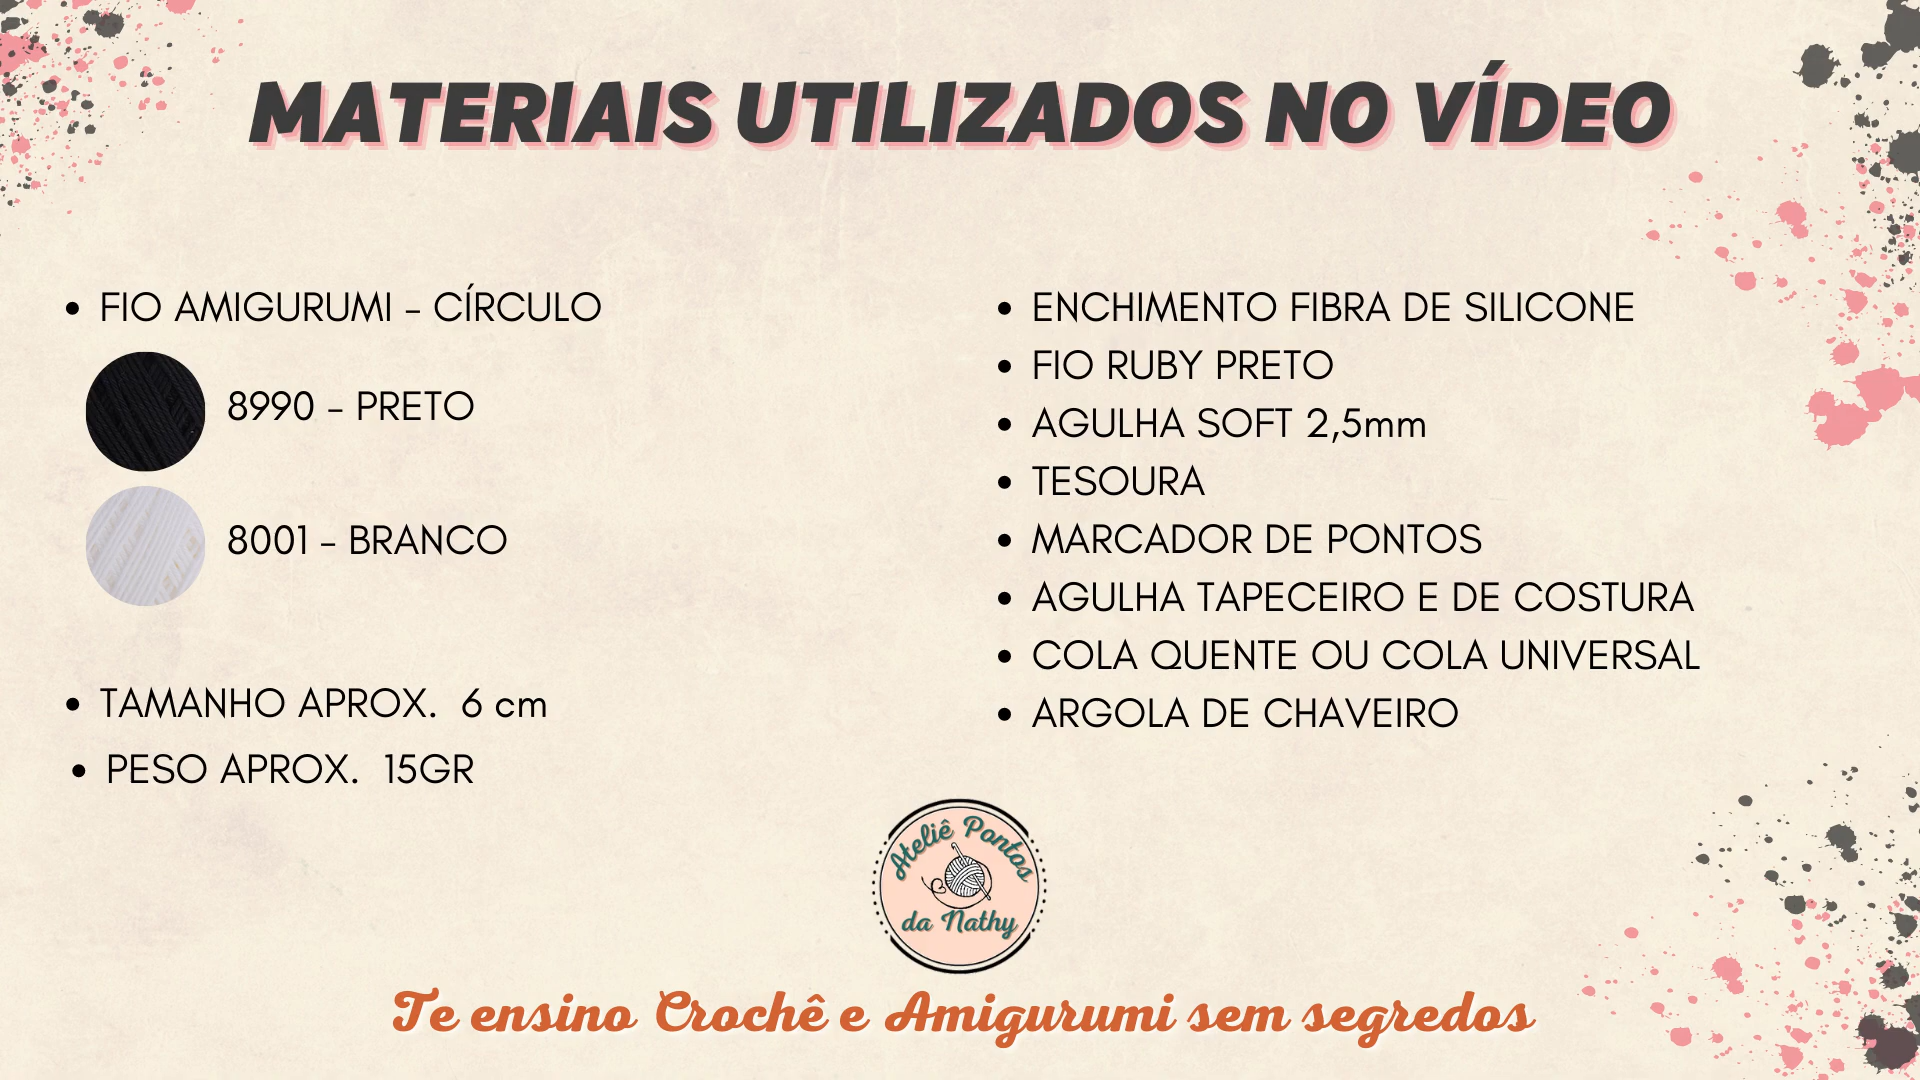 MATERIAIS UTILIZADOS NO VÍDEO
FIO AMIGURUMI - CÍRCULO
8990 - PRETO
8001 - BRANCO
TAMANHO APROX. 6 cm
PESO APROX. 15GR
ENCHIMENTO FIBRA DE SILICONE
FIO RUBY PRETO
AGULHA SOFT 2,5mm
TESOURA
MARCADOR DE PONTOS
AGULHA TAPECEIRO E DE COSTURA
COLA QUENTE OU COLA UNIVERSAL
ARGOLA DE CHAVEIRO
Ateliê Pontos
da Nathy
Te ensino Crochê e Amigurumi sem segredos